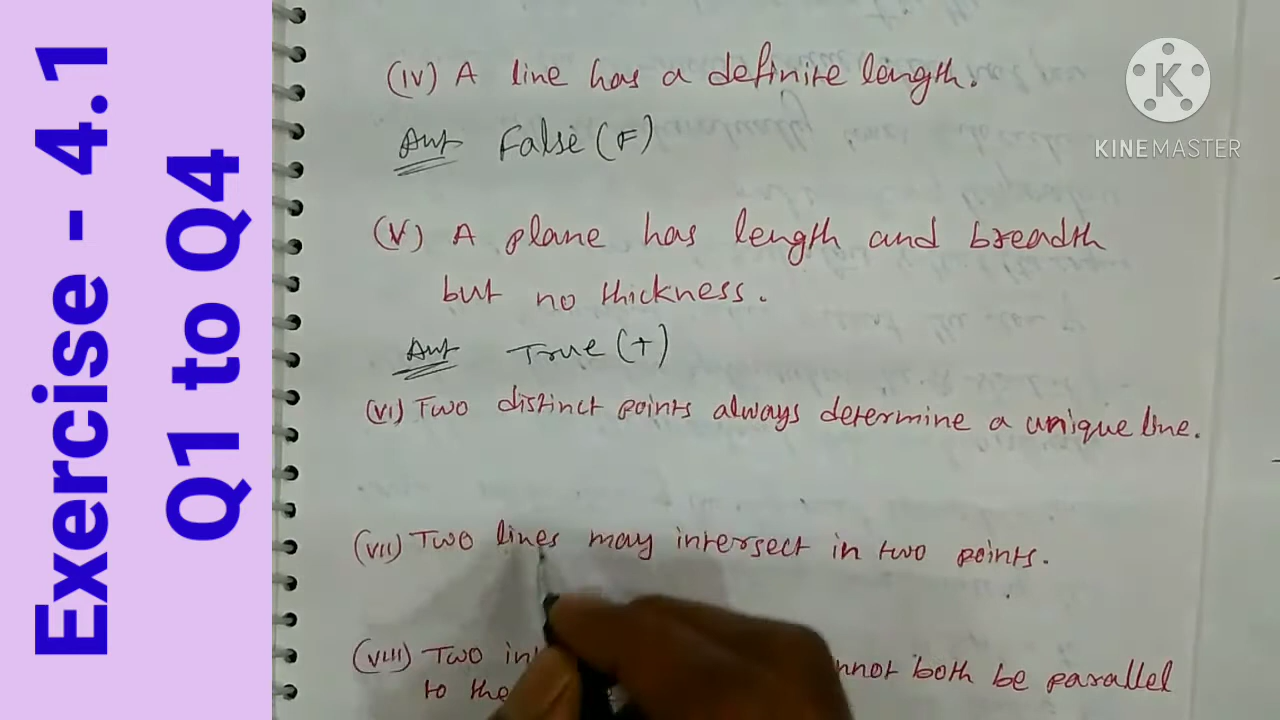 Exercise - 4.1
Q1 to Q4
(iv) A line has a definite length.
Ans False (F)
(v) A plane has length and breadth
but no thickness.
Ans True (T)
(vi) Two distinct points always determine a unique line.
(vii) Two lines may intersect in two points.
(viii) Two both be parallel
to the
K
KINEMASTER